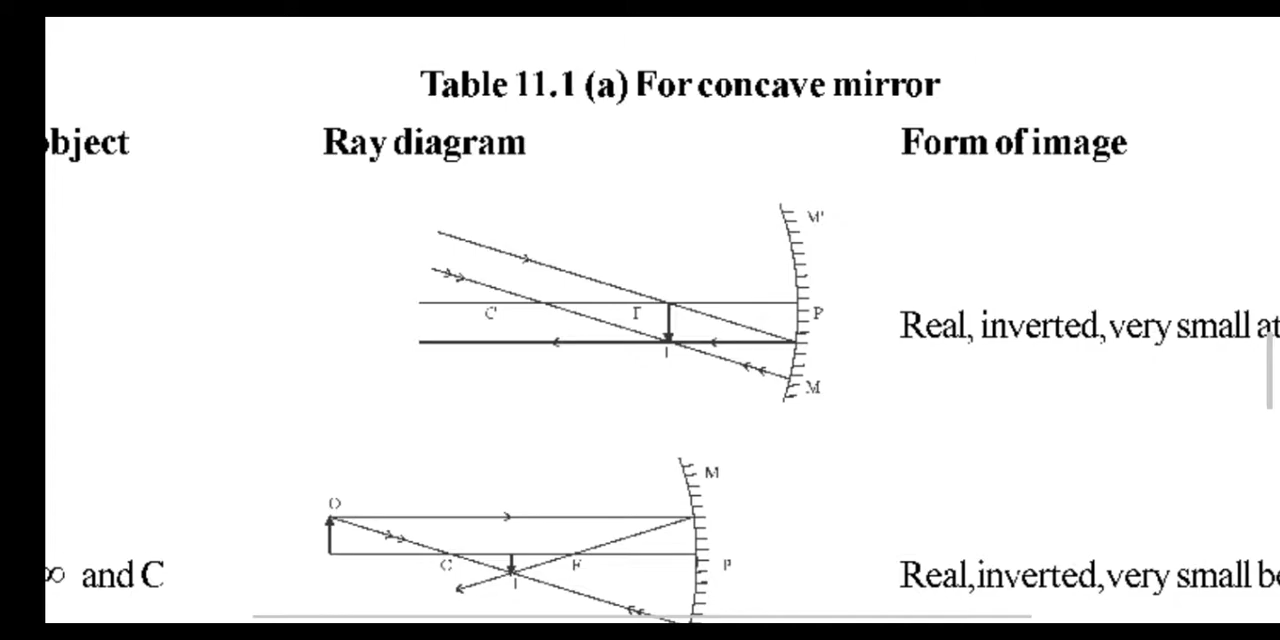 Table 11.1 (a) For concave mirror
bject Ray diagram Form of image
M'
C F P
I
M
Real, inverted, very small at
M
O
C I F P
∞ and C
Real, inverted, very small be